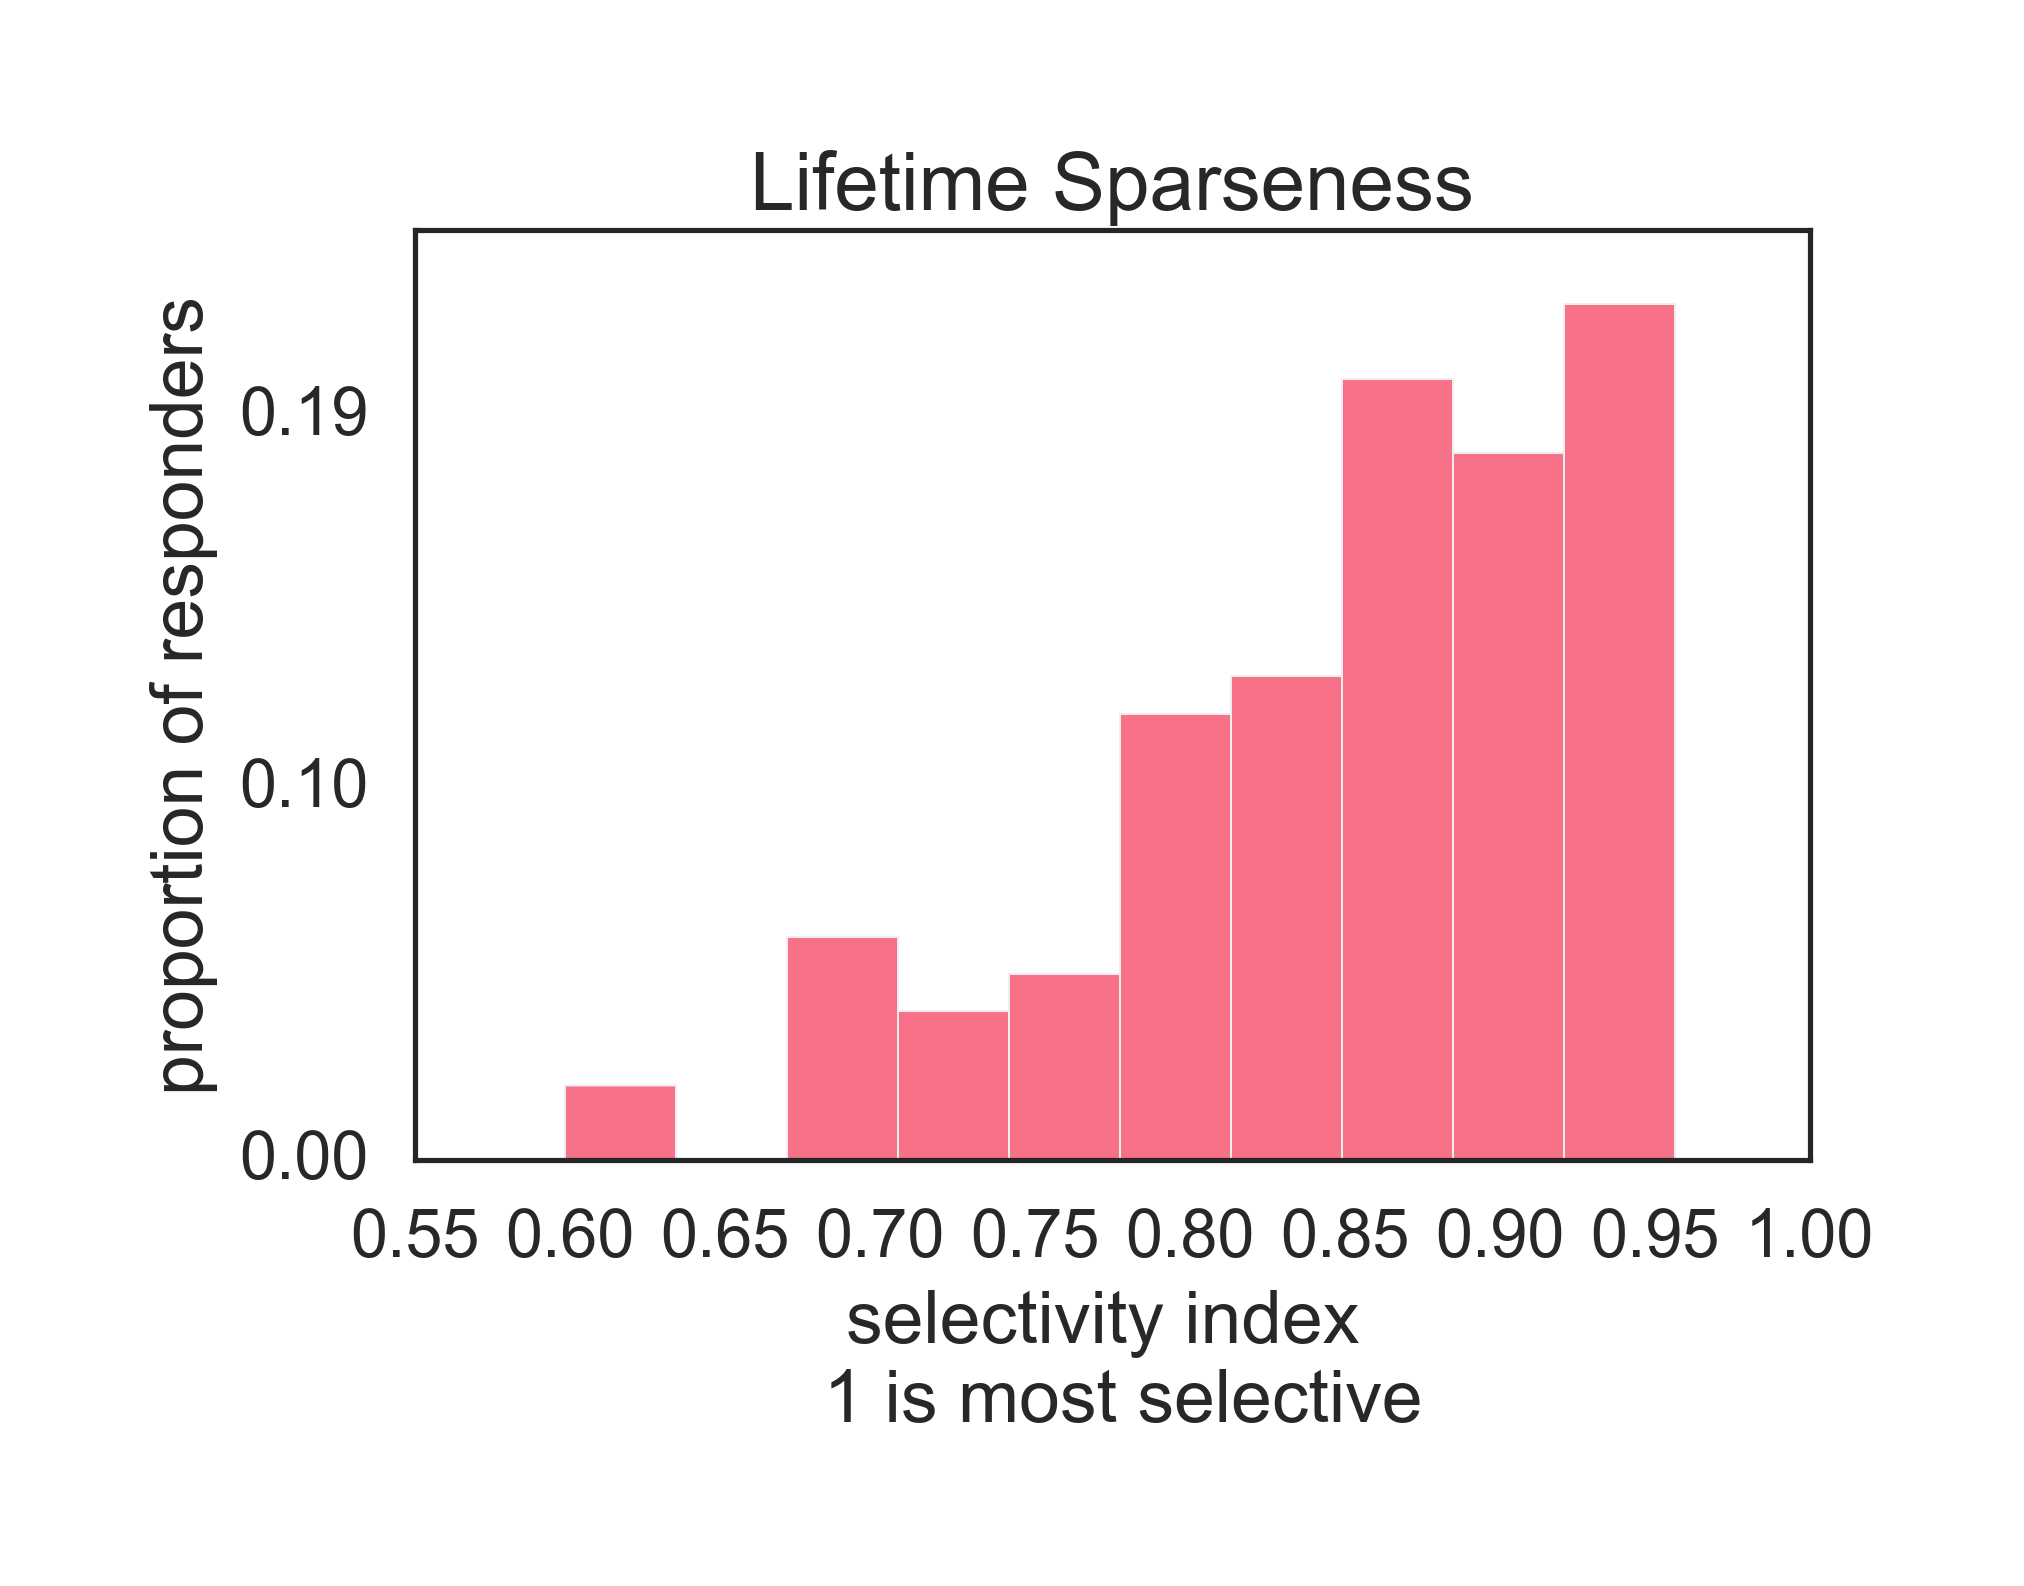 Lifetime Sparseness
proportion of responders
0.19
0.10
0.00
0.55 0.60 0.65 0.70 0.75 0.80 0.85 0.90 0.95 1.00
selectivity index
1 is most selective